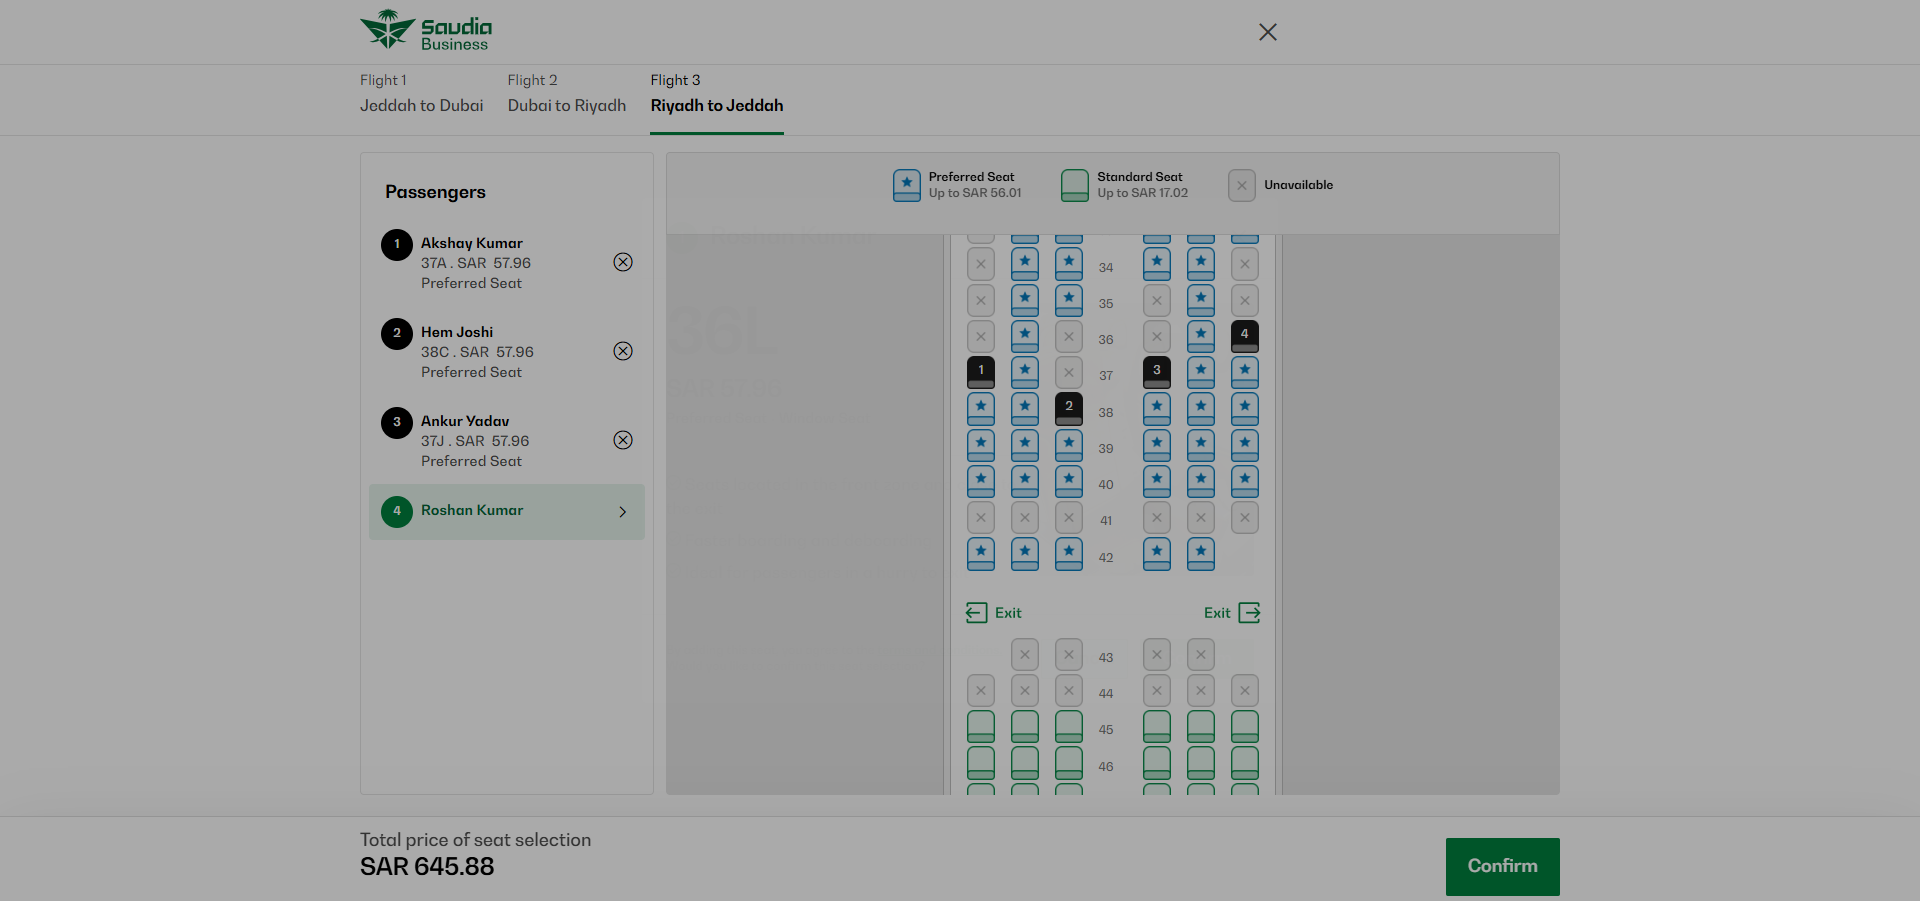 Saudia
Business
Flight 1
Jeddah to Dubai
Flight 2
Dubai to Riyadh
Flight 3
Riyadh to Jeddah
Passengers
1
Akshay Kumar
37A . SAR 57.96
Preferred Seat
2
Hem Joshi
38C . SAR 57.96
Preferred Seat
3
Ankur Yadav
37J . SAR 57.96
Preferred Seat
4
Roshan Kumar
Preferred Seat
Up to SAR 56.01
Standard Seat
Up to SAR 17.02
Unavailable
34
35
36 4
1 37 3
2 38
39
40
41
42
Exit Exit
43
44
45
46
36L
Total price of seat selection
SAR 645.88
Confirm